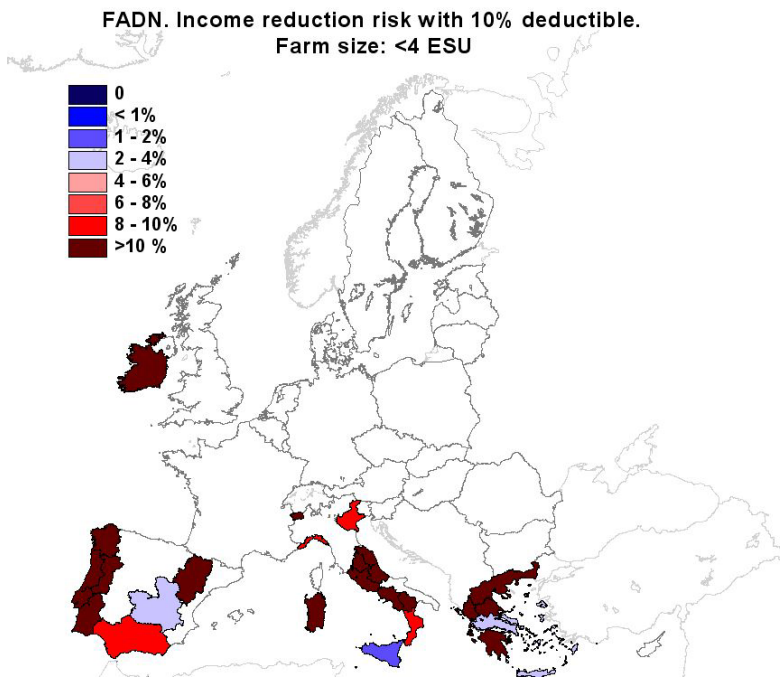 FADN. Income reduction risk with 10% deductible.
Farm size: <4 ESU
0
< 1%
1 - 2%
2 - 4%
4 - 6%
6 - 8%
8 - 10%
>10 %